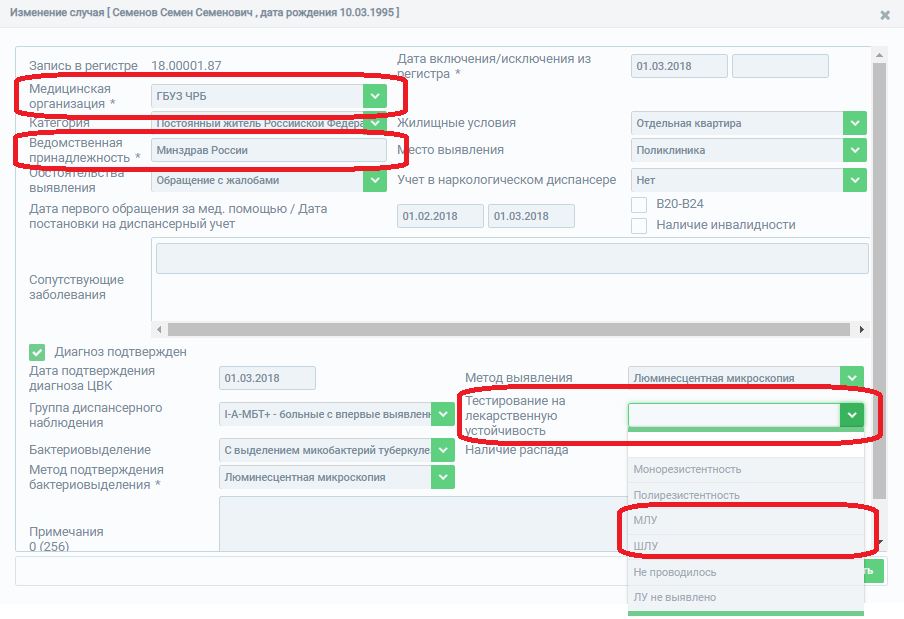 Изменение случая [ Семенов Семен Семенович , дата рождения 10.03.1995 ]
Запись в регистре 18.00001.87
Дата включения/исключения из
регистра *
01.03.2018
Медицинская
организация *
ГБУЗ ЧРБ
Категория
Постоянный житель Российской Федера
Жилищные условия
Отдельная квартира
Ведомственная
принадлежность *
Минздрав России
Место выявления
Поликлиника
Обстоятельства
выявления
Обращение с жалобами
Учет в наркологическом диспансере
Нет
Дата первого обращения за мед. помощью / Дата
постановки на диспансерный учет
01.02.2018
01.03.2018
B20-B24
Наличие инвалидности
Сопутствующие
заболевания
Диагноз подтвержден
Дата подтверждения
диагноза ЦВК
01.03.2018
Метод выявления
Люминесцентная микроскопия
Группа диспансерного
наблюдения
I-А-МБТ+ - больные с впервые выявленн
Тестирование на
лекарственную
устойчивость
Бактериовыделение
С выделением микобактерий туберкуле
Наличие распада
Метод подтверждения
бактериовыделения *
Люминесцентная микроскопия
Монорезистентность
Полирезистентность
МЛУ
ШЛУ
Не проводилось
ЛУ не выявлено
Примечания
0 (256)